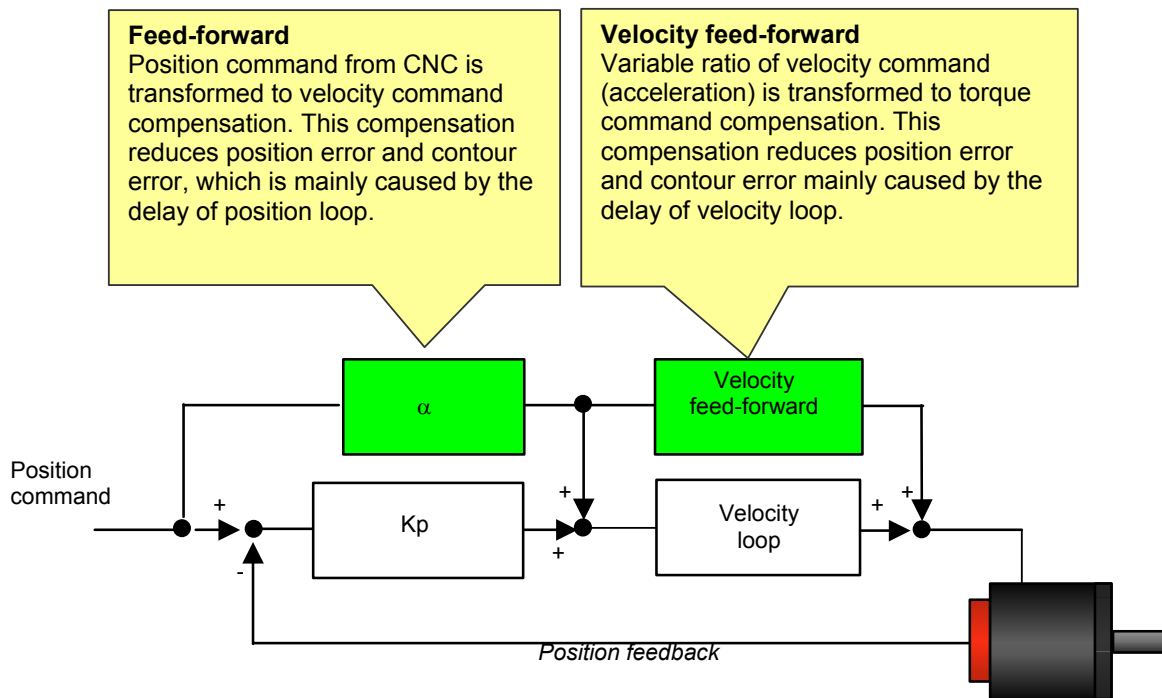 Feed-forward
Position command from CNC is
transformed to velocity command
compensation. This compensation
reduces position error and contour
error, which is mainly caused by the
delay of position loop.
Velocity feed-forward
Variable ratio of velocity command
(acceleration) is transformed to torque
command compensation. This
compensation reduces position error
and contour error mainly caused by the
delay of velocity loop.
α
Velocity
feed-forward
Position
command
+
-
Kp
+
+
Velocity
loop
+
+
Position feedback